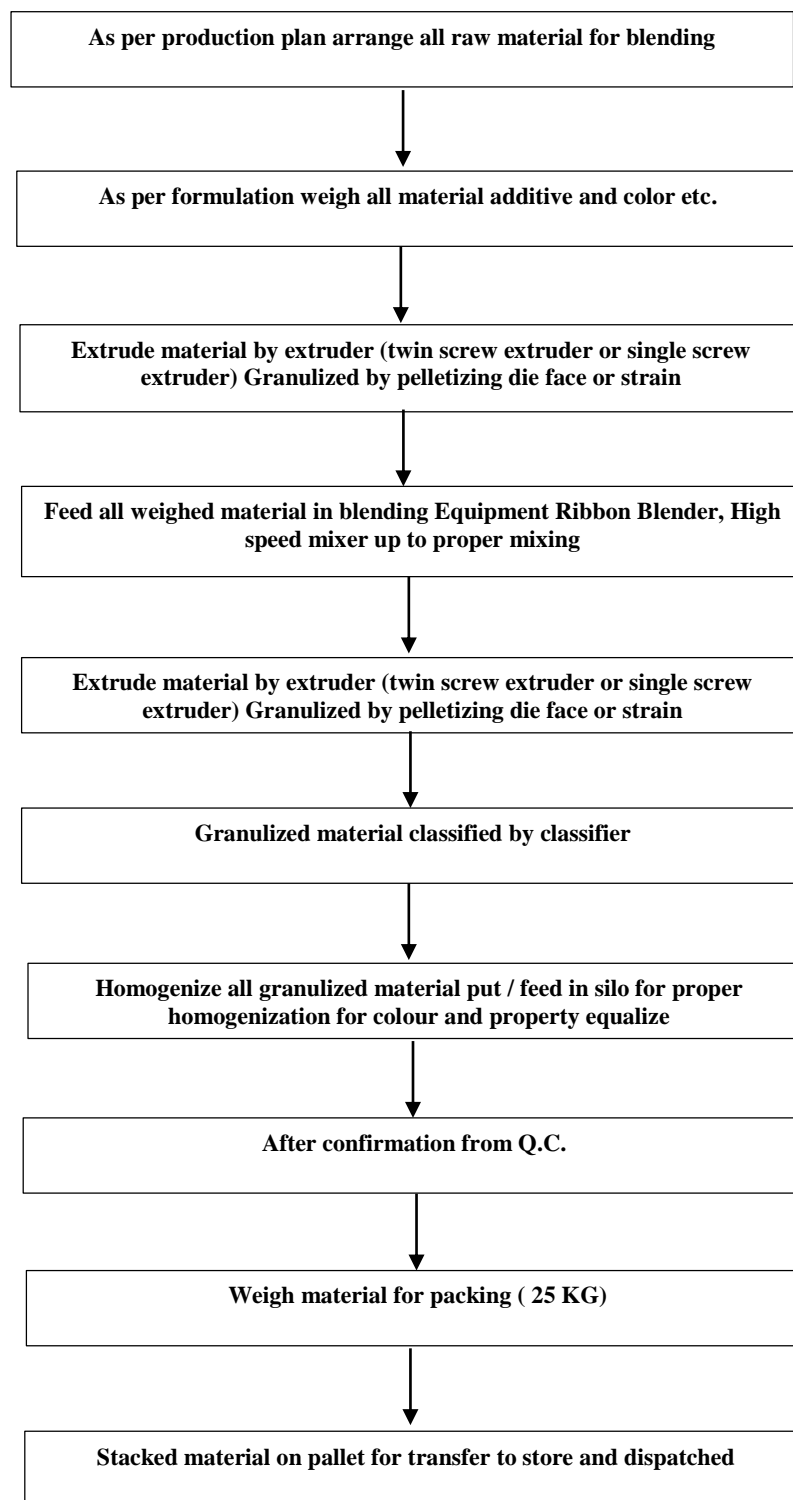 As per production plan arrange all raw material for blending
As per formulation weigh all material additive and color etc.
Extrude material by extruder (twin screw extruder or single screw
extruder) Granulized by pelletizing die face or strain
Feed all weighed material in blending Equipment Ribbon Blender, High
speed mixer up to proper mixing
Extrude material by extruder (twin screw extruder or single screw
extruder) Granulized by pelletizing die face or strain
Granulized material classified by classifier
Homogenize all granulized material put / feed in silo for proper
homogenization for colour and property equalize
After confirmation from Q.C.
Weigh material for packing ( 25 KG)
Stacked material on pallet for transfer to store and dispatched